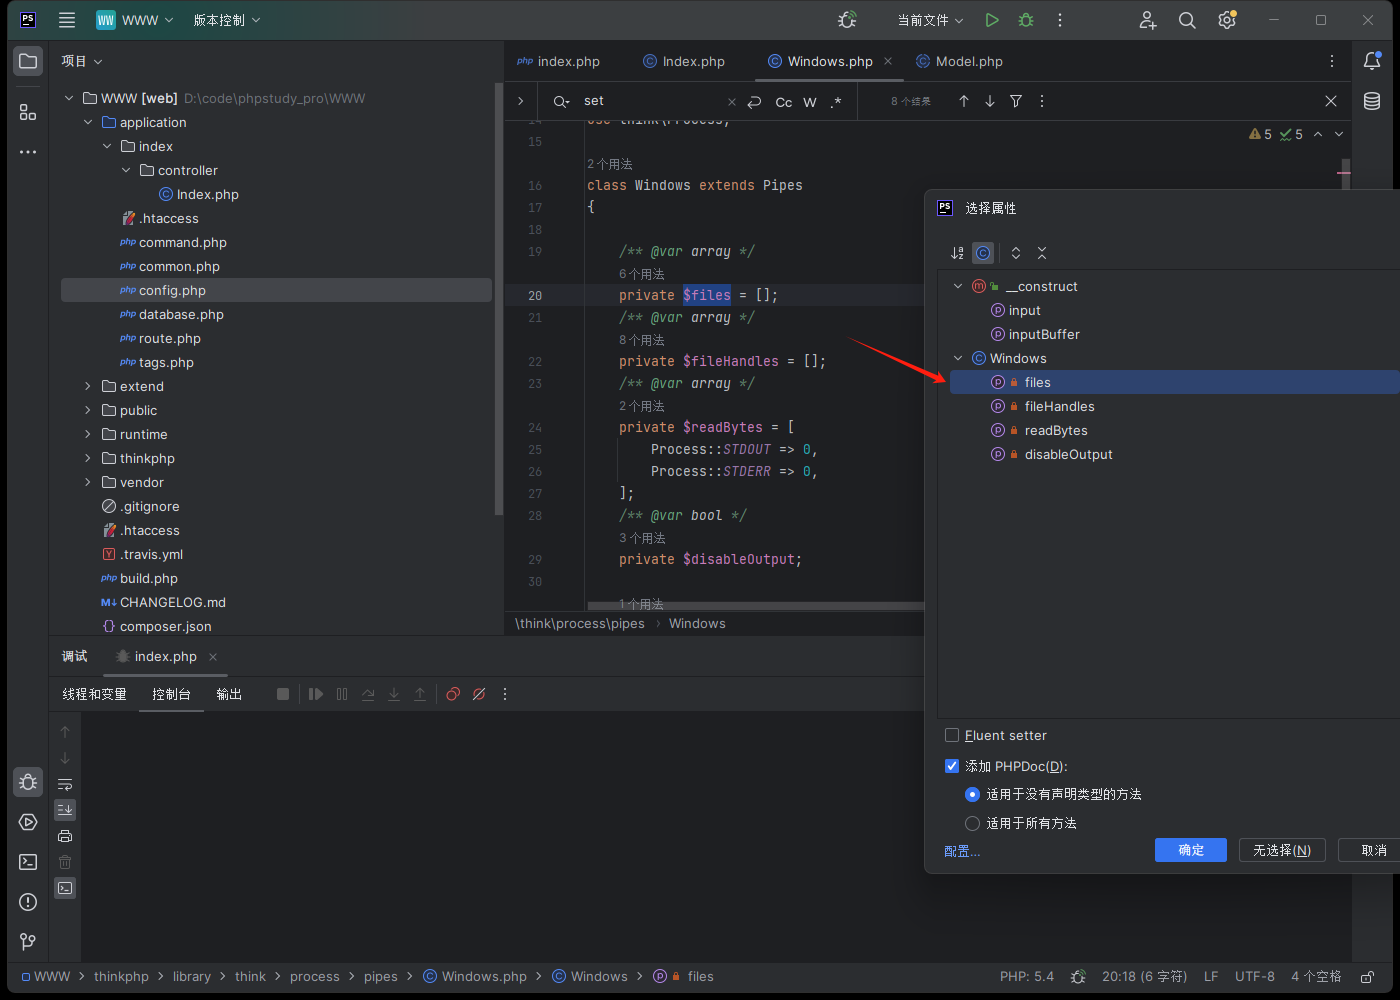 PS
WW WWW
版本控制
当前文件
项目
index.php
Index.php
Windows.php
Model.php
WWW [web] D:\code\phpstudy_pro\WWW
application
index
controller
Index.php
.htaccess
php command.php
php common.php
php config.php
php database.php
php route.php
php tags.php
extend
public
runtime
thinkphp
vendor
.gitignore
.htaccess
.travis.yml
php build.php
M↓ CHANGELOG.md
{} composer.json
set
Cc W .*
8 个结果
5 5
15
2 个用法
16 class Windows extends Pipes
17 {
18
19 /** @var array */
6 个用法
20 private $files = [];
21 /** @var array */
8 个用法
22 private $fileHandles = [];
23 /** @var array */
2 个用法
24 private $readBytes = [
25 Process::STDOUT => 0,
26 Process::STDERR => 0,
27 ];
28 /** @var bool */
3 个用法
29 private $disableOutput;
30
1 个用法
\think\process\pipes › Windows
PS 选择属性
__construct
input
inputBuffer
Windows
files
fileHandles
readBytes
disableOutput
Fluent setter
添加 PHPDoc(D):
适用于没有声明类型的方法
适用于所有方法
配置...
确定
无选择(N)
取消
调试
index.php
线程和变量
控制台
输出
WWW > thinkphp > library > think > process > pipes > Windows.php > Windows > files
PHP: 5.4
20:18 (6 字符)
LF
UTF-8
4 个空格